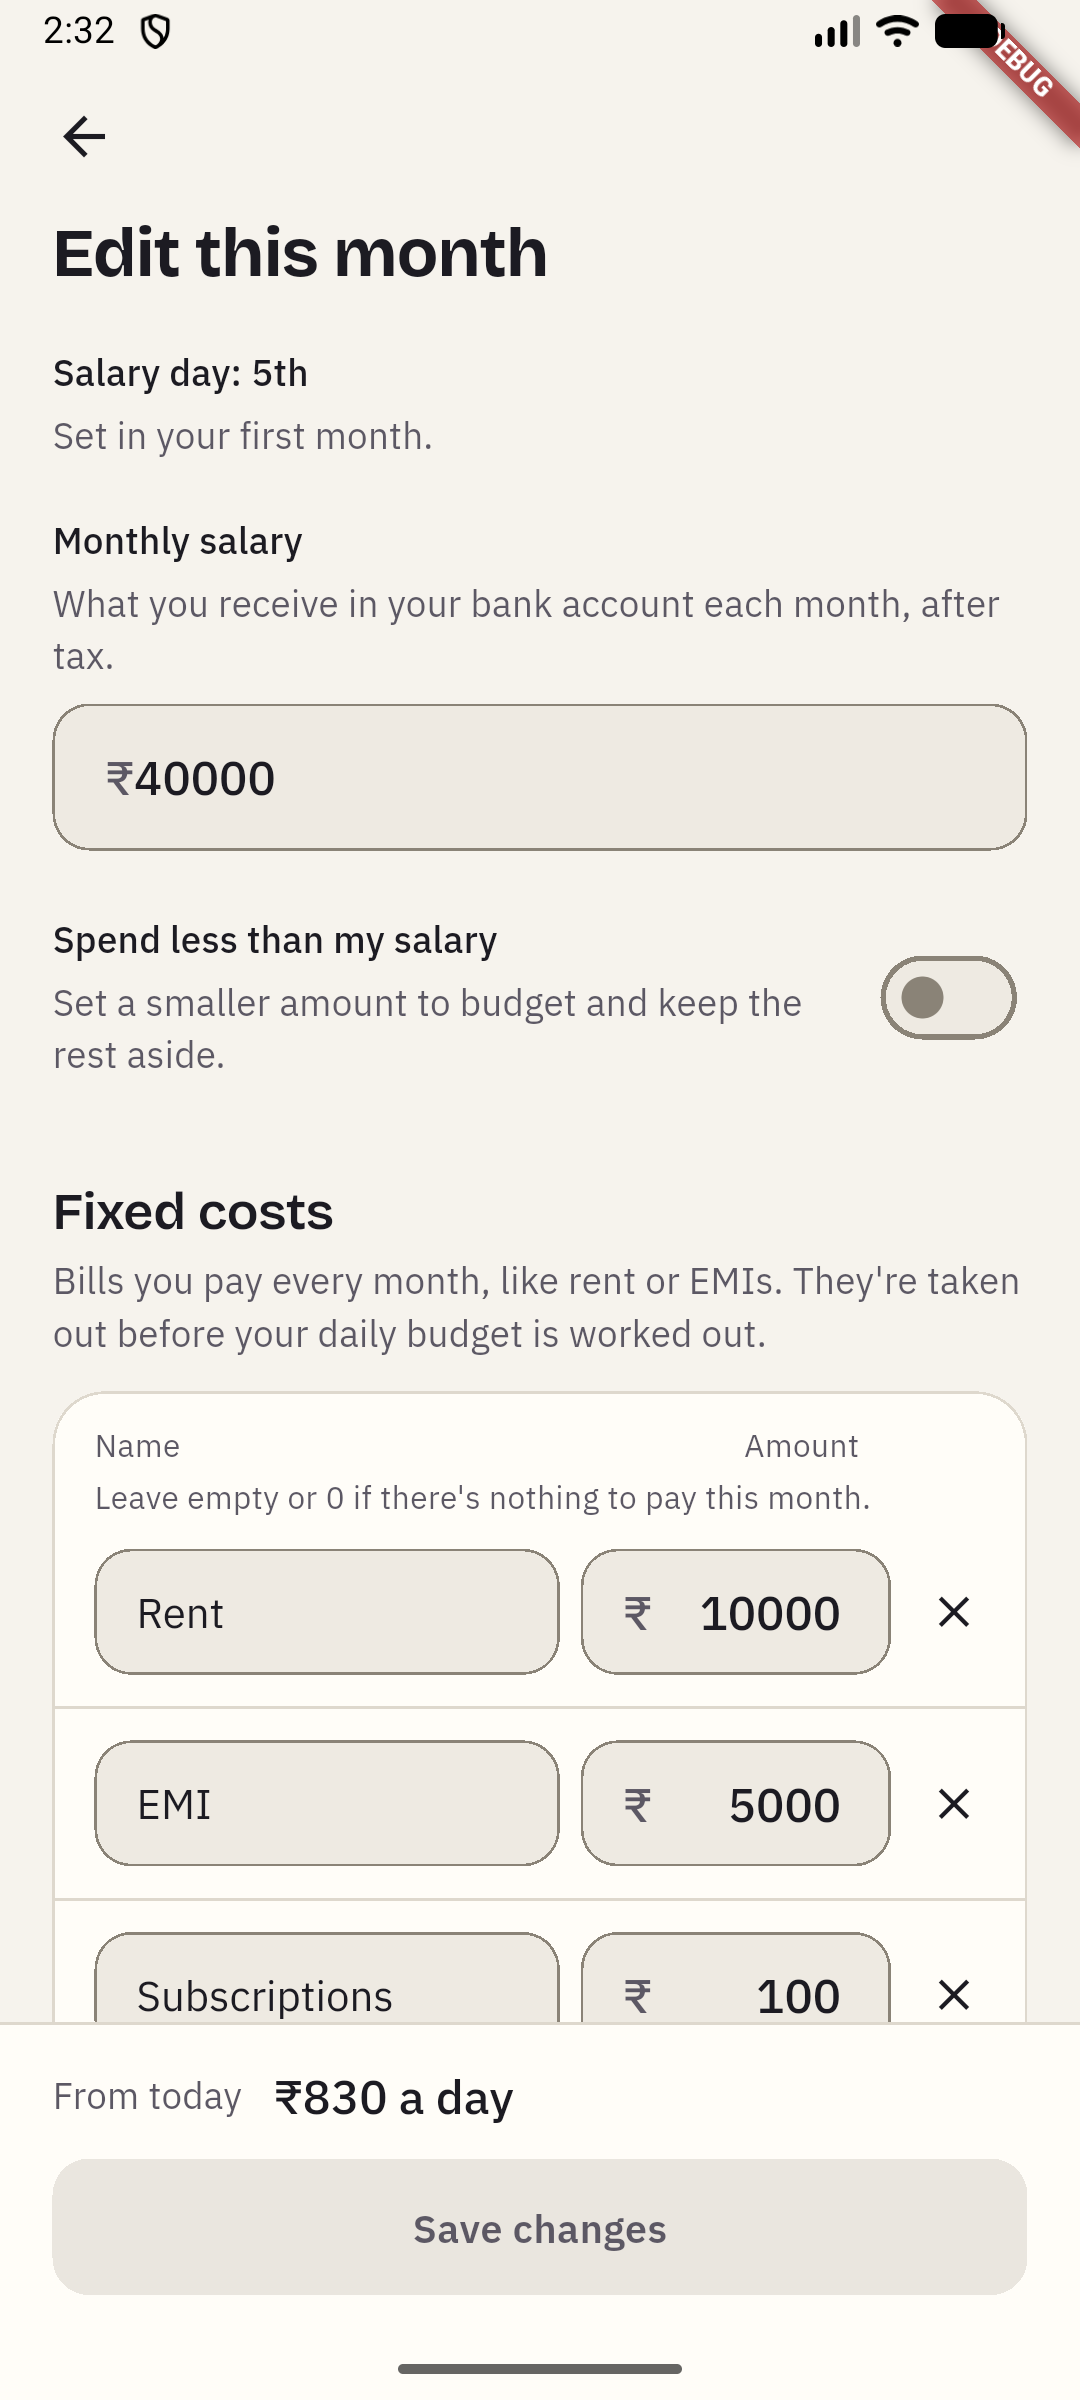 2:32
DEBUG
Edit this month
Salary day: 5th
Set in your first month.
Monthly salary
What you receive in your bank account each month, after
tax.
₹40000
Spend less than my salary
Set a smaller amount to budget and keep the
rest aside.
Fixed costs
Bills you pay every month, like rent or EMIs. They're taken
out before your daily budget is worked out.
Name Amount
Leave empty or 0 if there's nothing to pay this month.
Rent ₹ 10000
EMI ₹ 5000
Subscriptions ₹ 100
From today ₹830 a day
Save changes